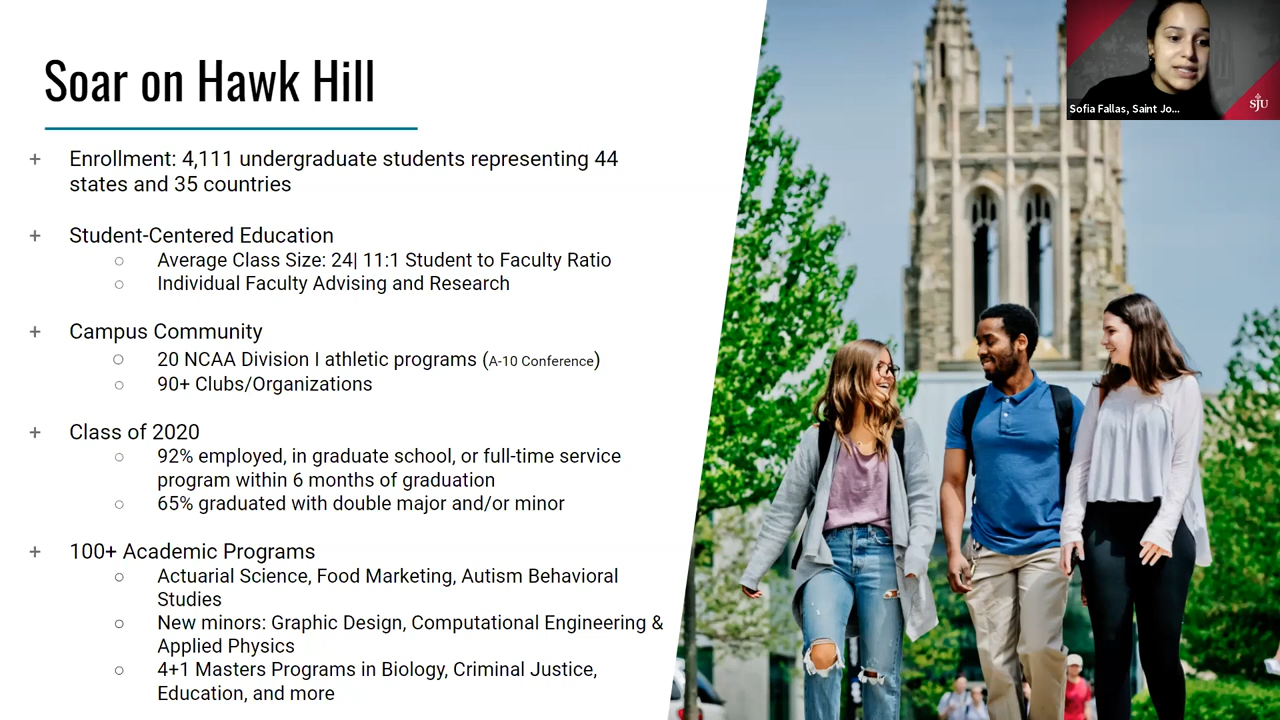 Soar on Hawk Hill
+ Enrollment: 4,111 undergraduate students representing 44
states and 35 countries
+ Student-Centered Education
○ Average Class Size: 24| 11:1 Student to Faculty Ratio
○ Individual Faculty Advising and Research
+ Campus Community
○ 20 NCAA Division I athletic programs (A-10 Conference)
○ 90+ Clubs/Organizations
+ Class of 2020
○ 92% employed, in graduate school, or full-time service
program within 6 months of graduation
○ 65% graduated with double major and/or minor
+ 100+ Academic Programs
○ Actuarial Science, Food Marketing, Autism Behavioral
Studies
○ New minors: Graphic Design, Computational Engineering &
Applied Physics
○ 4+1 Masters Programs in Biology, Criminal Justice,
Education, and more
Sofia Fallas, Saint Jo...
SJU